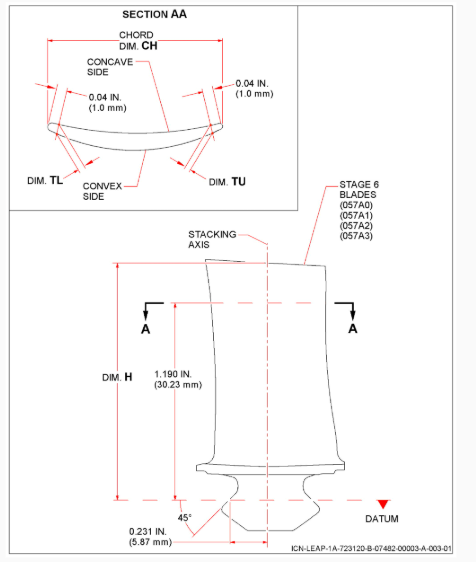 SECTION AA
CHORD
DIM. CH
CONCAVE
SIDE
0.04 IN.
(1.0 mm)
0.04 IN.
(1.0 mm)
DIM. TL
CONVEX
SIDE
DIM. TU
STAGE 6
BLADES
(057A0)
(057A1)
(057A2)
(057A3)
STACKING
AXIS
A
A
DIM. H
1.190 IN.
(30.23 mm)
45°
0.231 IN.
(5.87 mm)
DATUM
ICN-LEAP-1A-723120-B-07482-00003-A-003-01